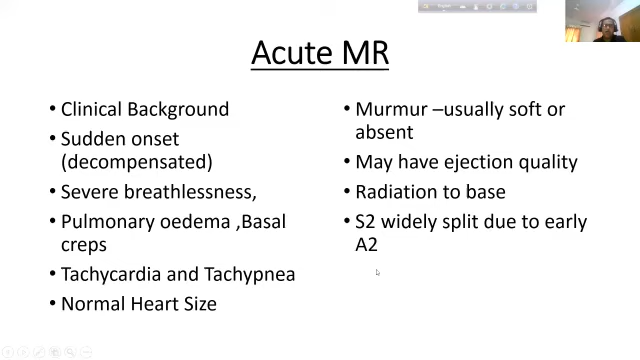 Acute MR
• Clinical Background
• Sudden onset
(decompensated)
• Severe breathlessness,
• Pulmonary oedema ,Basal
creps
• Tachycardia and Tachypnea
• Normal Heart Size
• Murmur –usually soft or
absent
• May have ejection quality
• Radiation to base
• S2 widely split due to early
A2